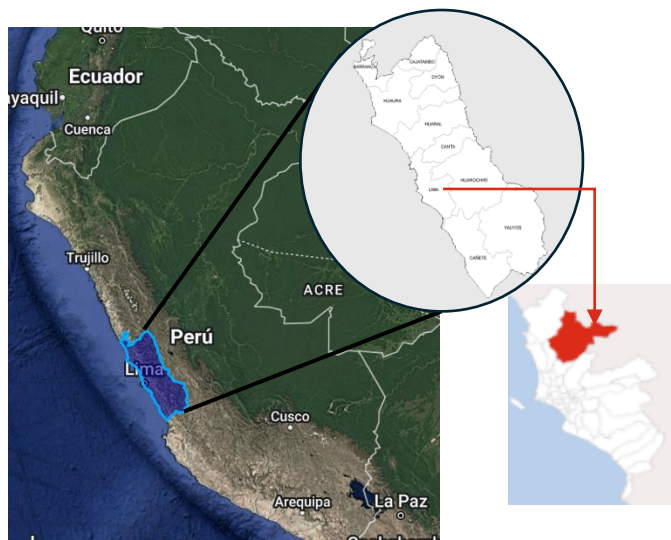 Quito
Ecuador
ayaquil
Cuenca
Trujillo
ACRE
Perú
Lima
Cusco
Arequipa
La Paz
BARRANCA
CAJATAMBO
OYÓN
HUAURA
HUARAL
CANTA
LIMA
HUAROCHIRÍ
YAUYOS
CAÑETE